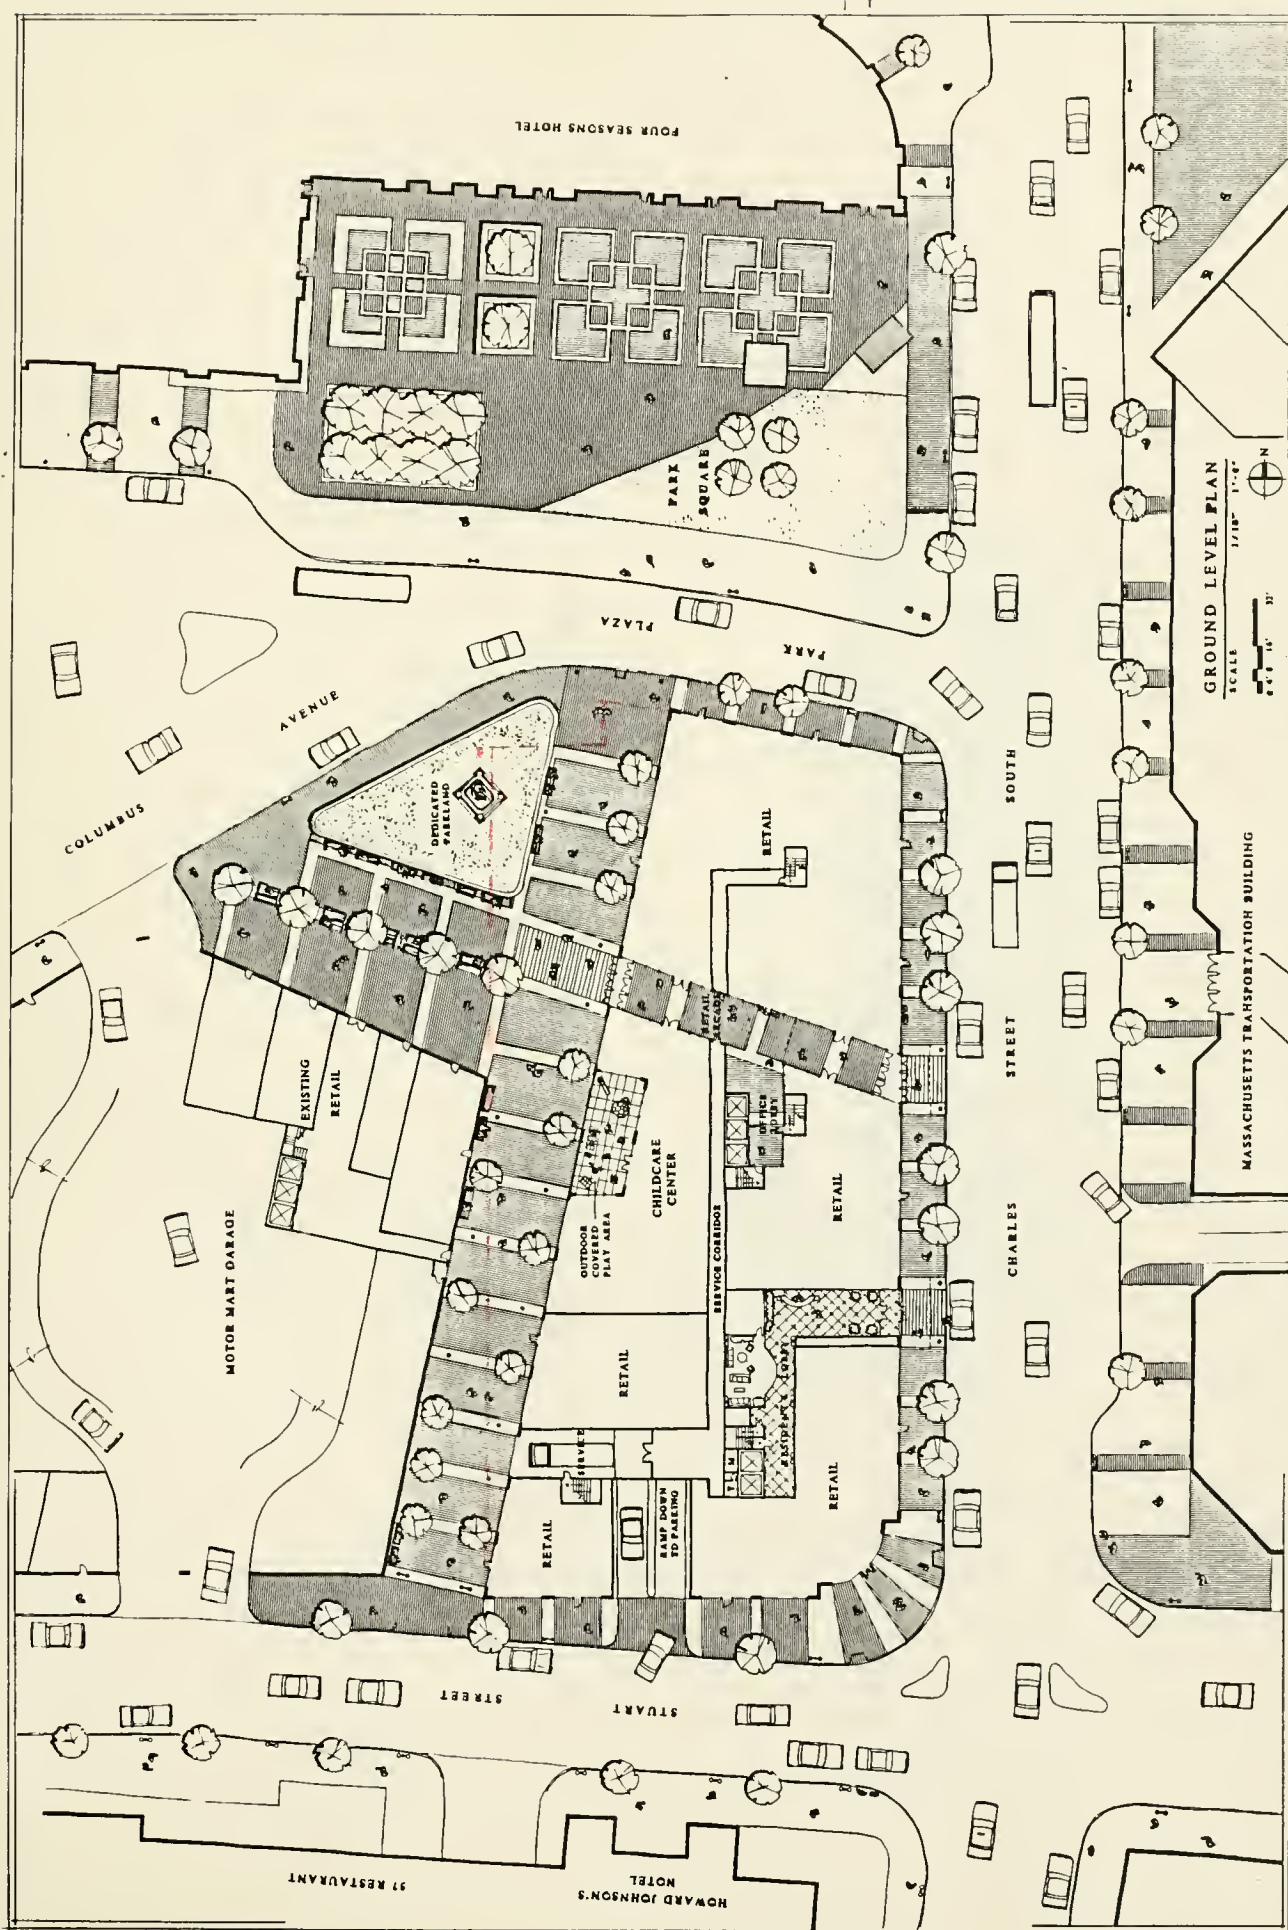 FOUR SEASONS HOTEL
PARK
SQUARE
PARK
PLAZA
COLUMBUS
AVENUE
DEDICATED
PARKLAND
RETAIL
RETAIL
ARCADE
EXISTING
RETAIL
OFFICE
LOBBY
OUTDOOR
COVERED
PLAY AREA
CHILDCARE
CENTER
SERVICE CORRIDOR
RETAIL
MOTOR MART GARAGE
RETAIL
SERVICE
RESIDENT'S LOBBY
RETAIL
RETAIL
RAMP DOWN
TO PARKING
CHARLES
STREET
SOUTH
STUART
STREET
MASSACHUSETTS TRANSPORTATION BUILDING
57 RESTAURANT
HOWARD JOHNSON'S
HOTEL
GROUND LEVEL PLAN
SCALE
32'
N